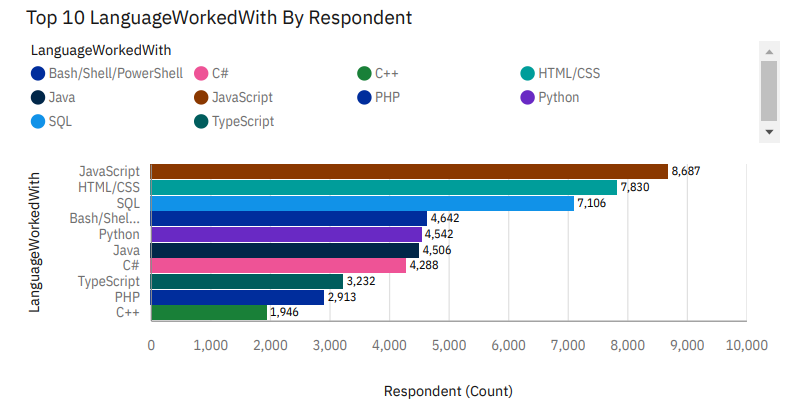 Top 10 LanguageWorkedWith By Respondent
LanguageWorkedWith
Bash/Shell/PowerShell C# C++ HTML/CSS
Java JavaScript PHP Python
SQL TypeScript
LanguageWorkedWith
JavaScript 8,687
HTML/CSS 7,830
SQL 7,106
Bash/Shel... 4,642
Python 4,542
Java 4,506
C# 4,288
TypeScript 3,232
PHP 2,913
C++ 1,946
0 1,000 2,000 3,000 4,000 5,000 6,000 7,000 8,000 9,000 10,000
Respondent (Count)